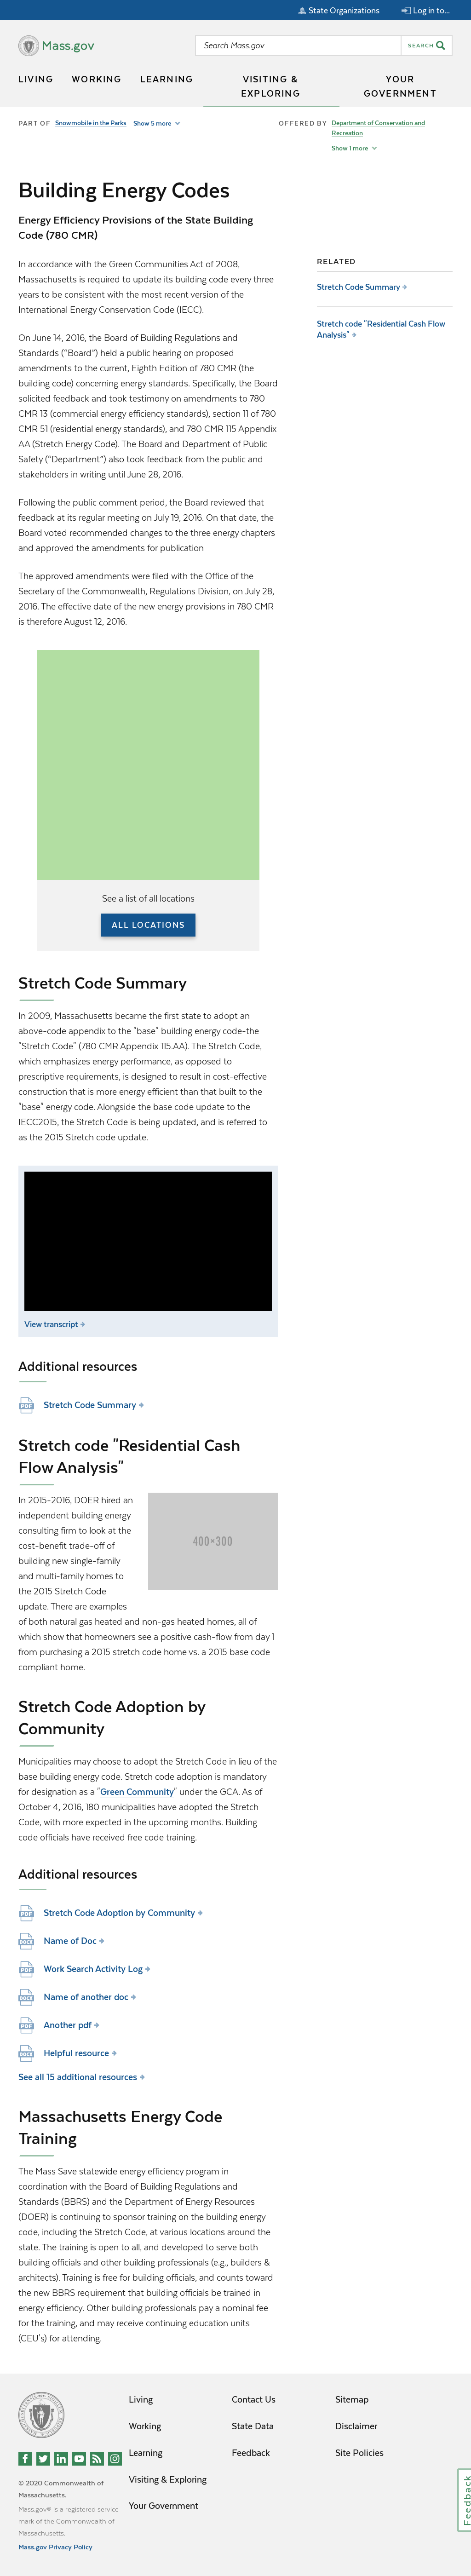 State Organizations
Log in to...
Mass.gov
Search Mass.gov
SEARCH
LIVING
WORKING
LEARNING
VISITING &
EXPLORING
YOUR
GOVERNMENT
PART OF
Snowmobile in the Parks
Show 5 more
OFFERED BY
Department of Conservation and
Recreation
Show 1 more
Building Energy Codes
Energy Efficiency Provisions of the State Building
Code (780 CMR)
In accordance with the Green Communities Act of 2008,
Massachusetts is required to update its building code every three
years to be consistent with the most recent version of the
International Energy Conservation Code (IECC).
On June 14, 2016, the Board of Building Regulations and
Standards ("Board") held a public hearing on proposed
amendments to the current, Eighth Edition of 780 CMR (the
building code) concerning energy standards. Specifically, the Board
solicited feedback and took testimony on amendments to 780
CMR 13 (commercial energy efficiency standards), section 11 of 780
CMR 51 (residential energy standards), and 780 CMR 115 Appendix
AA (Stretch Energy Code). The Board and Department of Public
Safety ("Department") also took feedback from the public and
stakeholders in writing until June 28, 2016.
Following the public comment period, the Board reviewed that
feedback at its regular meeting on July 19, 2016. On that date, the
Board voted recommended changes to the three energy chapters
and approved the amendments for publication
The approved amendments were filed with the Office of the
Secretary of the Commonwealth, Regulations Division, on July 28,
2016. The effective date of the new energy provisions in 780 CMR
is therefore August 12, 2016.
RELATED
Stretch Code Summary
Stretch code "Residential Cash Flow
Analysis"
See a list of all locations
ALL LOCATIONS
Stretch Code Summary
In 2009, Massachusetts became the first state to adopt an
above-code appendix to the "base" building energy code-the
"Stretch Code" (780 CMR Appendix 115.AA). The Stretch Code,
which emphasizes energy performance, as opposed to
prescriptive requirements, is designed to result in cost-effective
construction that is more energy efficient than that built to the
"base" energy code. Alongside the base code update to the
IECC2015, the Stretch Code is being updated, and is referred to
as the 2015 Stretch code update.
View transcript
Additional resources
PDF
Stretch Code Summary
Stretch code "Residential Cash
Flow Analysis"
In 2015-2016, DOER hired an
independent building energy
consulting firm to look at the
cost-benefit trade-off of
building new single-family
and multi-family homes to
the 2015 Stretch Code
update. There are examples
of both natural gas heated and non-gas heated homes, all of
which show that homeowners see a positive cash-flow from day 1
from purchasing a 2015 stretch code home vs. a 2015 base code
compliant home.
400×300
Stretch Code Adoption by
Community
Municipalities may choose to adopt the Stretch Code in lieu of the
base building energy code. Stretch code adoption is mandatory
for designation as a "Green Community" under the GCA. As of
October 4, 2016, 180 municipalities have adopted the Stretch
Code, with more expected in the upcoming months. Building
code officials have received free code training.
Additional resources
PDF
Stretch Code Adoption by Community
DOCX
Name of Doc
PDF
Work Search Activity Log
DOCX
Name of another doc
PDF
Another pdf
DOCX
Helpful resource
See all 15 additional resources
Massachusetts Energy Code
Training
The Mass Save statewide energy efficiency program in
coordination with the Board of Building Regulations and
Standards (BBRS) and the Department of Energy Resources
(DOER) is continuing to sponsor training on the building energy
code, including the Stretch Code, at various locations around the
state. The training is open to all, and developed to serve both
building officials and other building professionals (e.g., builders &
architects). Training is free for building officials, and counts toward
the new BBRS requirement that building officials be trained in
energy efficiency. Other building professionals pay a nominal fee
for the training, and may receive continuing education units
(CEU's) for attending.
Living
Working
Learning
Visiting & Exploring
Your Government
Contact Us
State Data
Feedback
Sitemap
Disclaimer
Site Policies
© 2020 Commonwealth of
Massachusetts.
Mass.gov® is a registered service
mark of the Commonwealth of
Massachusetts.
Mass.gov Privacy Policy
Feedback